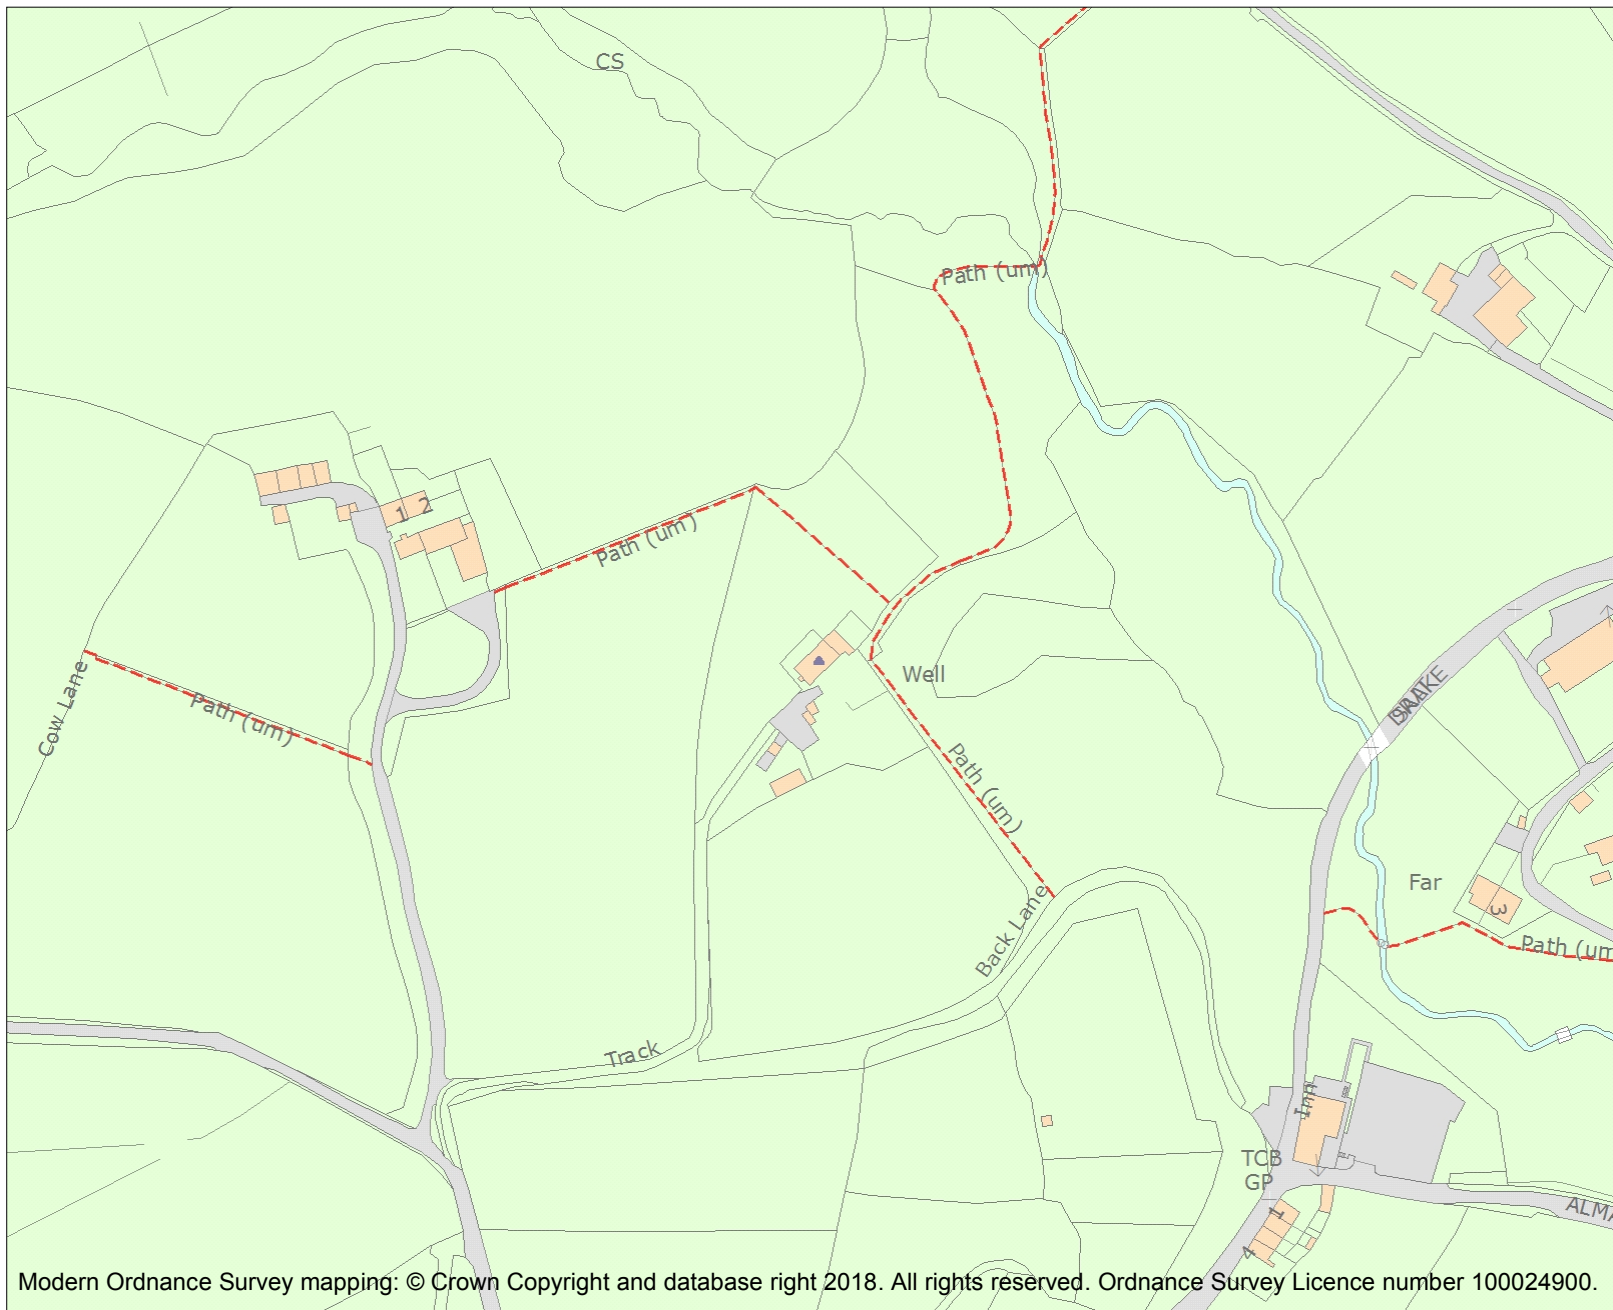 CS
Path (um)
1 2
Path (um)
Cow Lane
Path (um)
Well
Path (um)
Back Lane
Far
3
Path (um
Track
Inn
TCB
GP
1
4
ALMA
Modern Ordnance Survey mapping: © Crown Copyright and database right 2018. All rights reserved. Ordnance Survey Licence number 100024900.